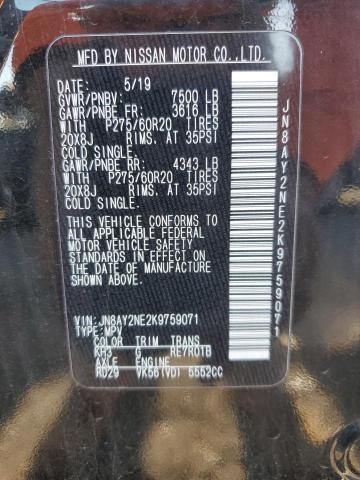 MFD BY NISSAN MOTOR CO.,LTD.
DATE: 5/19
GVWR/PNBV: 7500 LB
GAWR/PNBE FR: 3616 LB
WITH P275/60R20 TIRES
20X8J RIMS. AT 35PSI
COLD SINGLE.
GAWR/PNBE RR: 4343 LB
WITH P275/60R20 TIRES
20X8J RIMS. AT 35PSI
COLD SINGLE.
THIS VEHICLE CONFORMS TO
ALL APPLICABLE FEDERAL
MOTOR VEHICLE SAFETY
STANDARDS IN EFFECT ON
THE DATE OF MANUFACTURE
SHOWN ABOVE.
VIN: JN8AY2NE2K9759071
TYPE: MPV
COLOR TRIM TRANS
KH3 G RE7R01B
AXLE ENGINE
RD29 VK56(VD) 5552CC
JN8AY2NE2K9759071